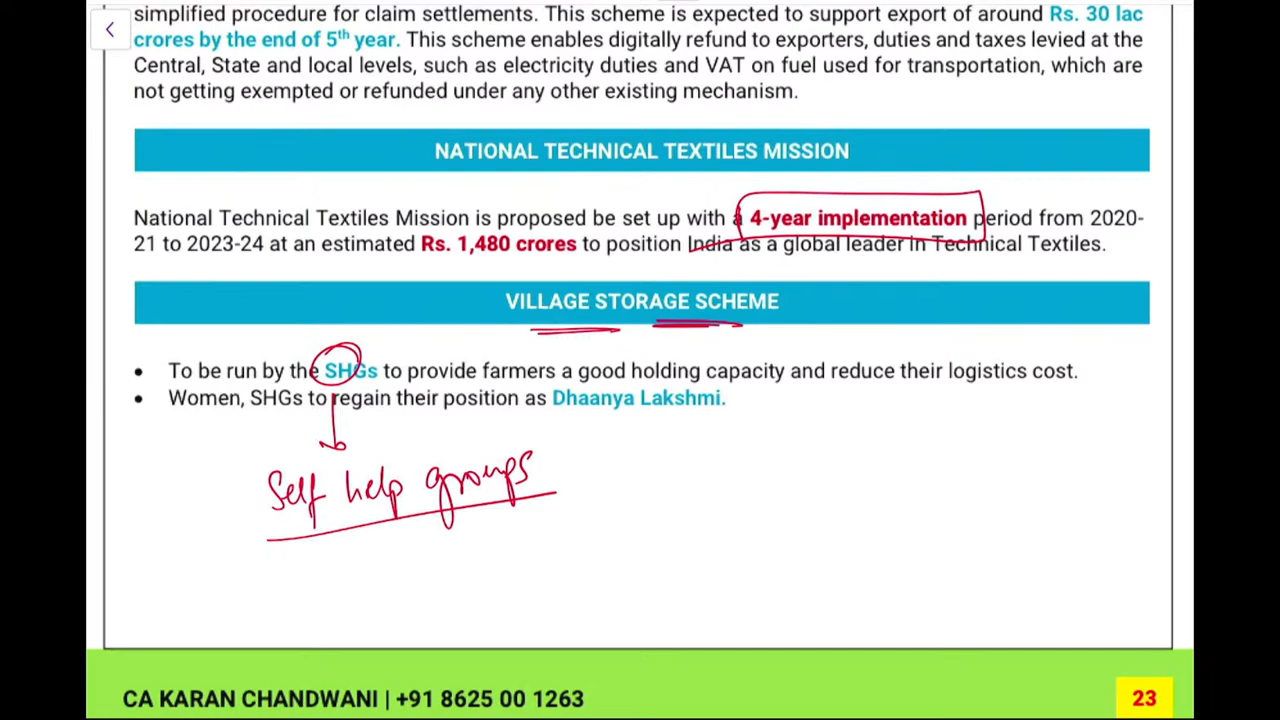 simplified procedure for claim settlements. This scheme is expected to support export of around Rs. 30 lac
crores by the end of 5th year. This scheme enables digitally refund to exporters, duties and taxes levied at the
Central, State and local levels, such as electricity duties and VAT on fuel used for transportation, which are
not getting exempted or refunded under any other existing mechanism.
NATIONAL TECHNICAL TEXTILES MISSION
National Technical Textiles Mission is proposed be set up with a 4-year implementation period from 2020-
21 to 2023-24 at an estimated Rs. 1,480 crores to position India as a global leader in Technical Textiles.
VILLAGE STORAGE SCHEME
• To be run by the SHGs to provide farmers a good holding capacity and reduce their logistics cost.
• Women, SHGs to regain their position as Dhaanya Lakshmi.
Self help groups
CA KARAN CHANDWANI | +91 8625 00 1263
23